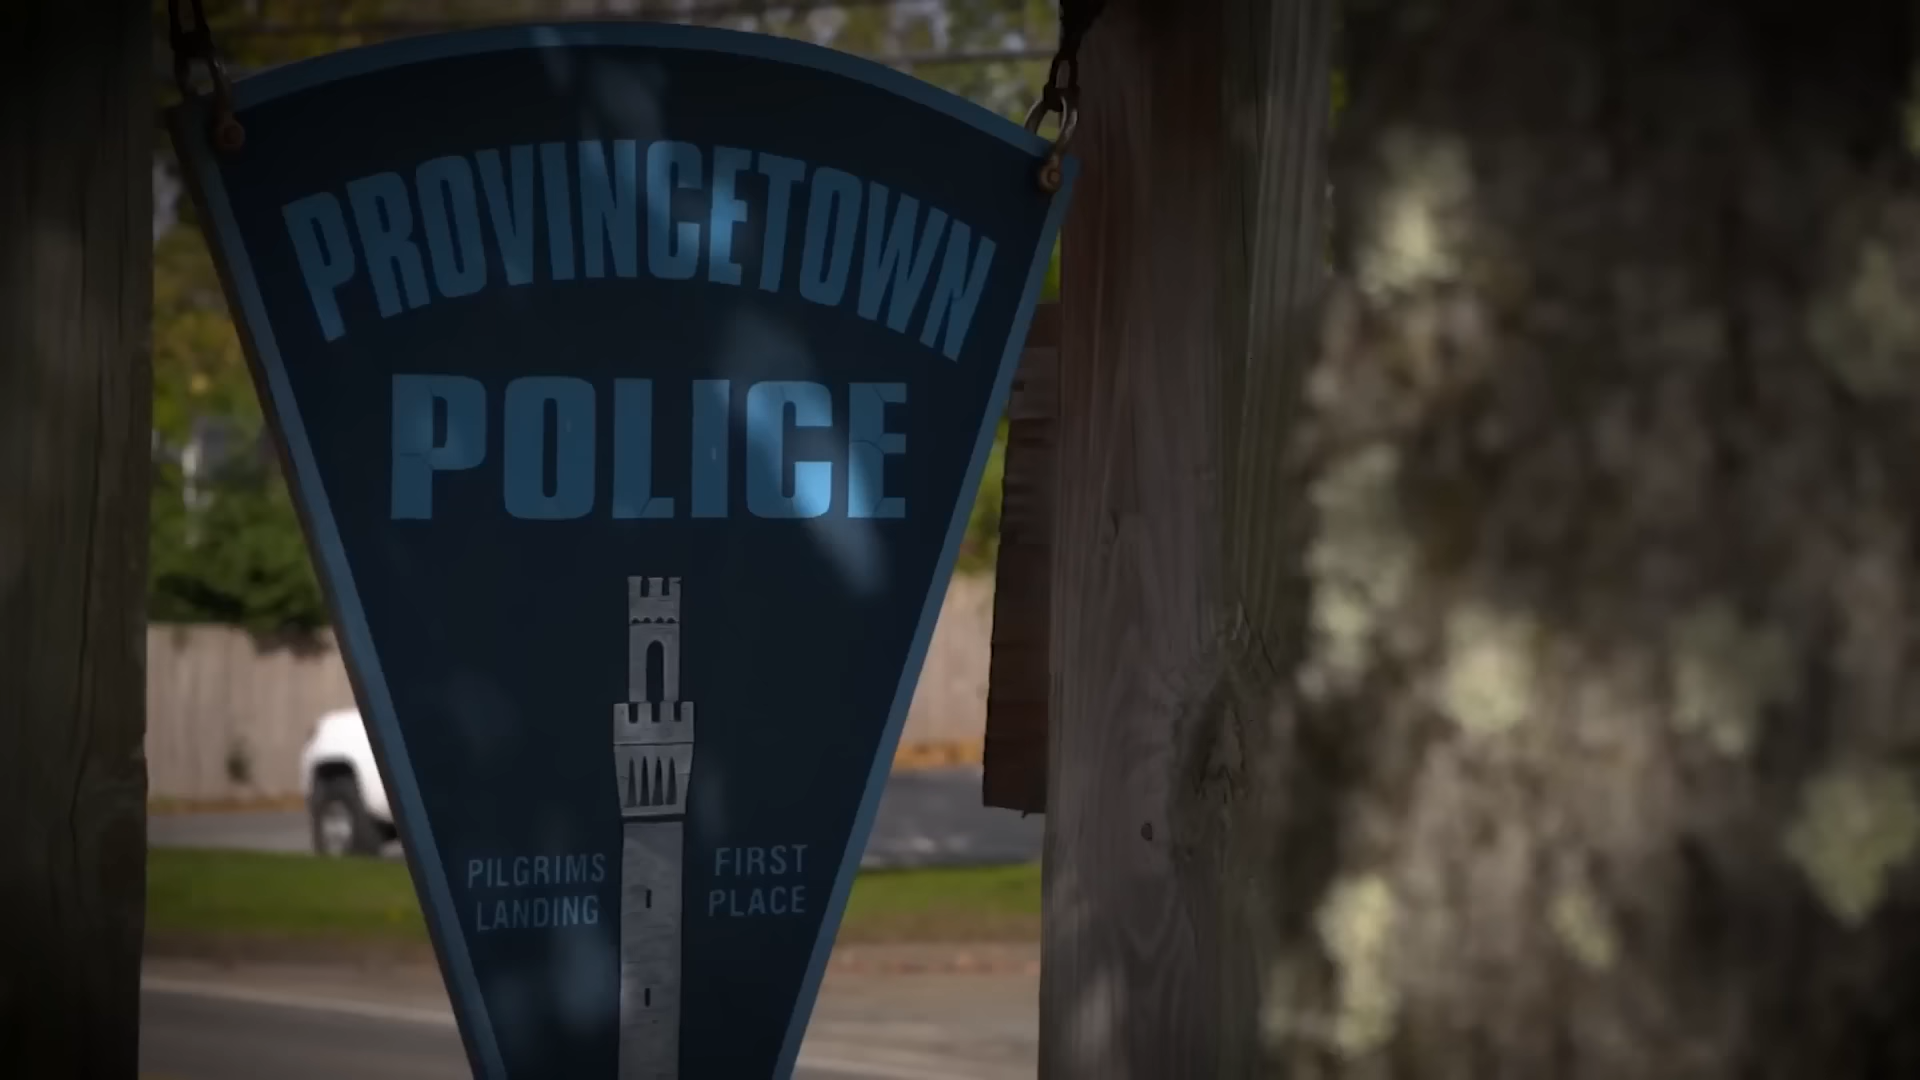 PROVINCETOWN
POLICE
PILGRIMS
LANDING
FIRST
PLACE